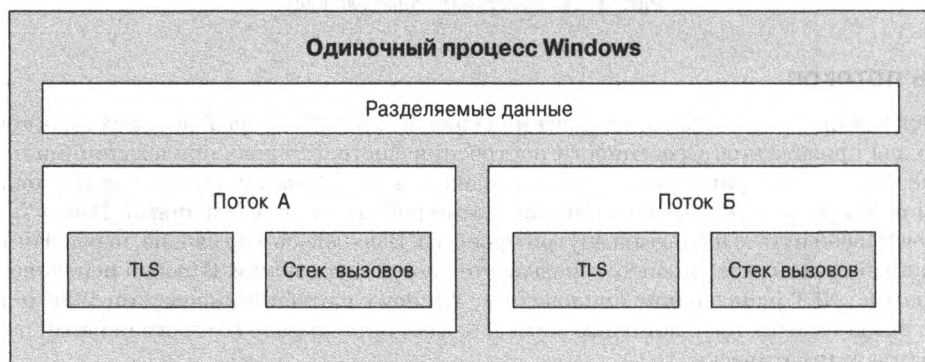 Одиночный процесс Windows
Разделяемые данные
Поток А
Поток Б
TLS
Стек вызовов
TLS
Стек вызовов